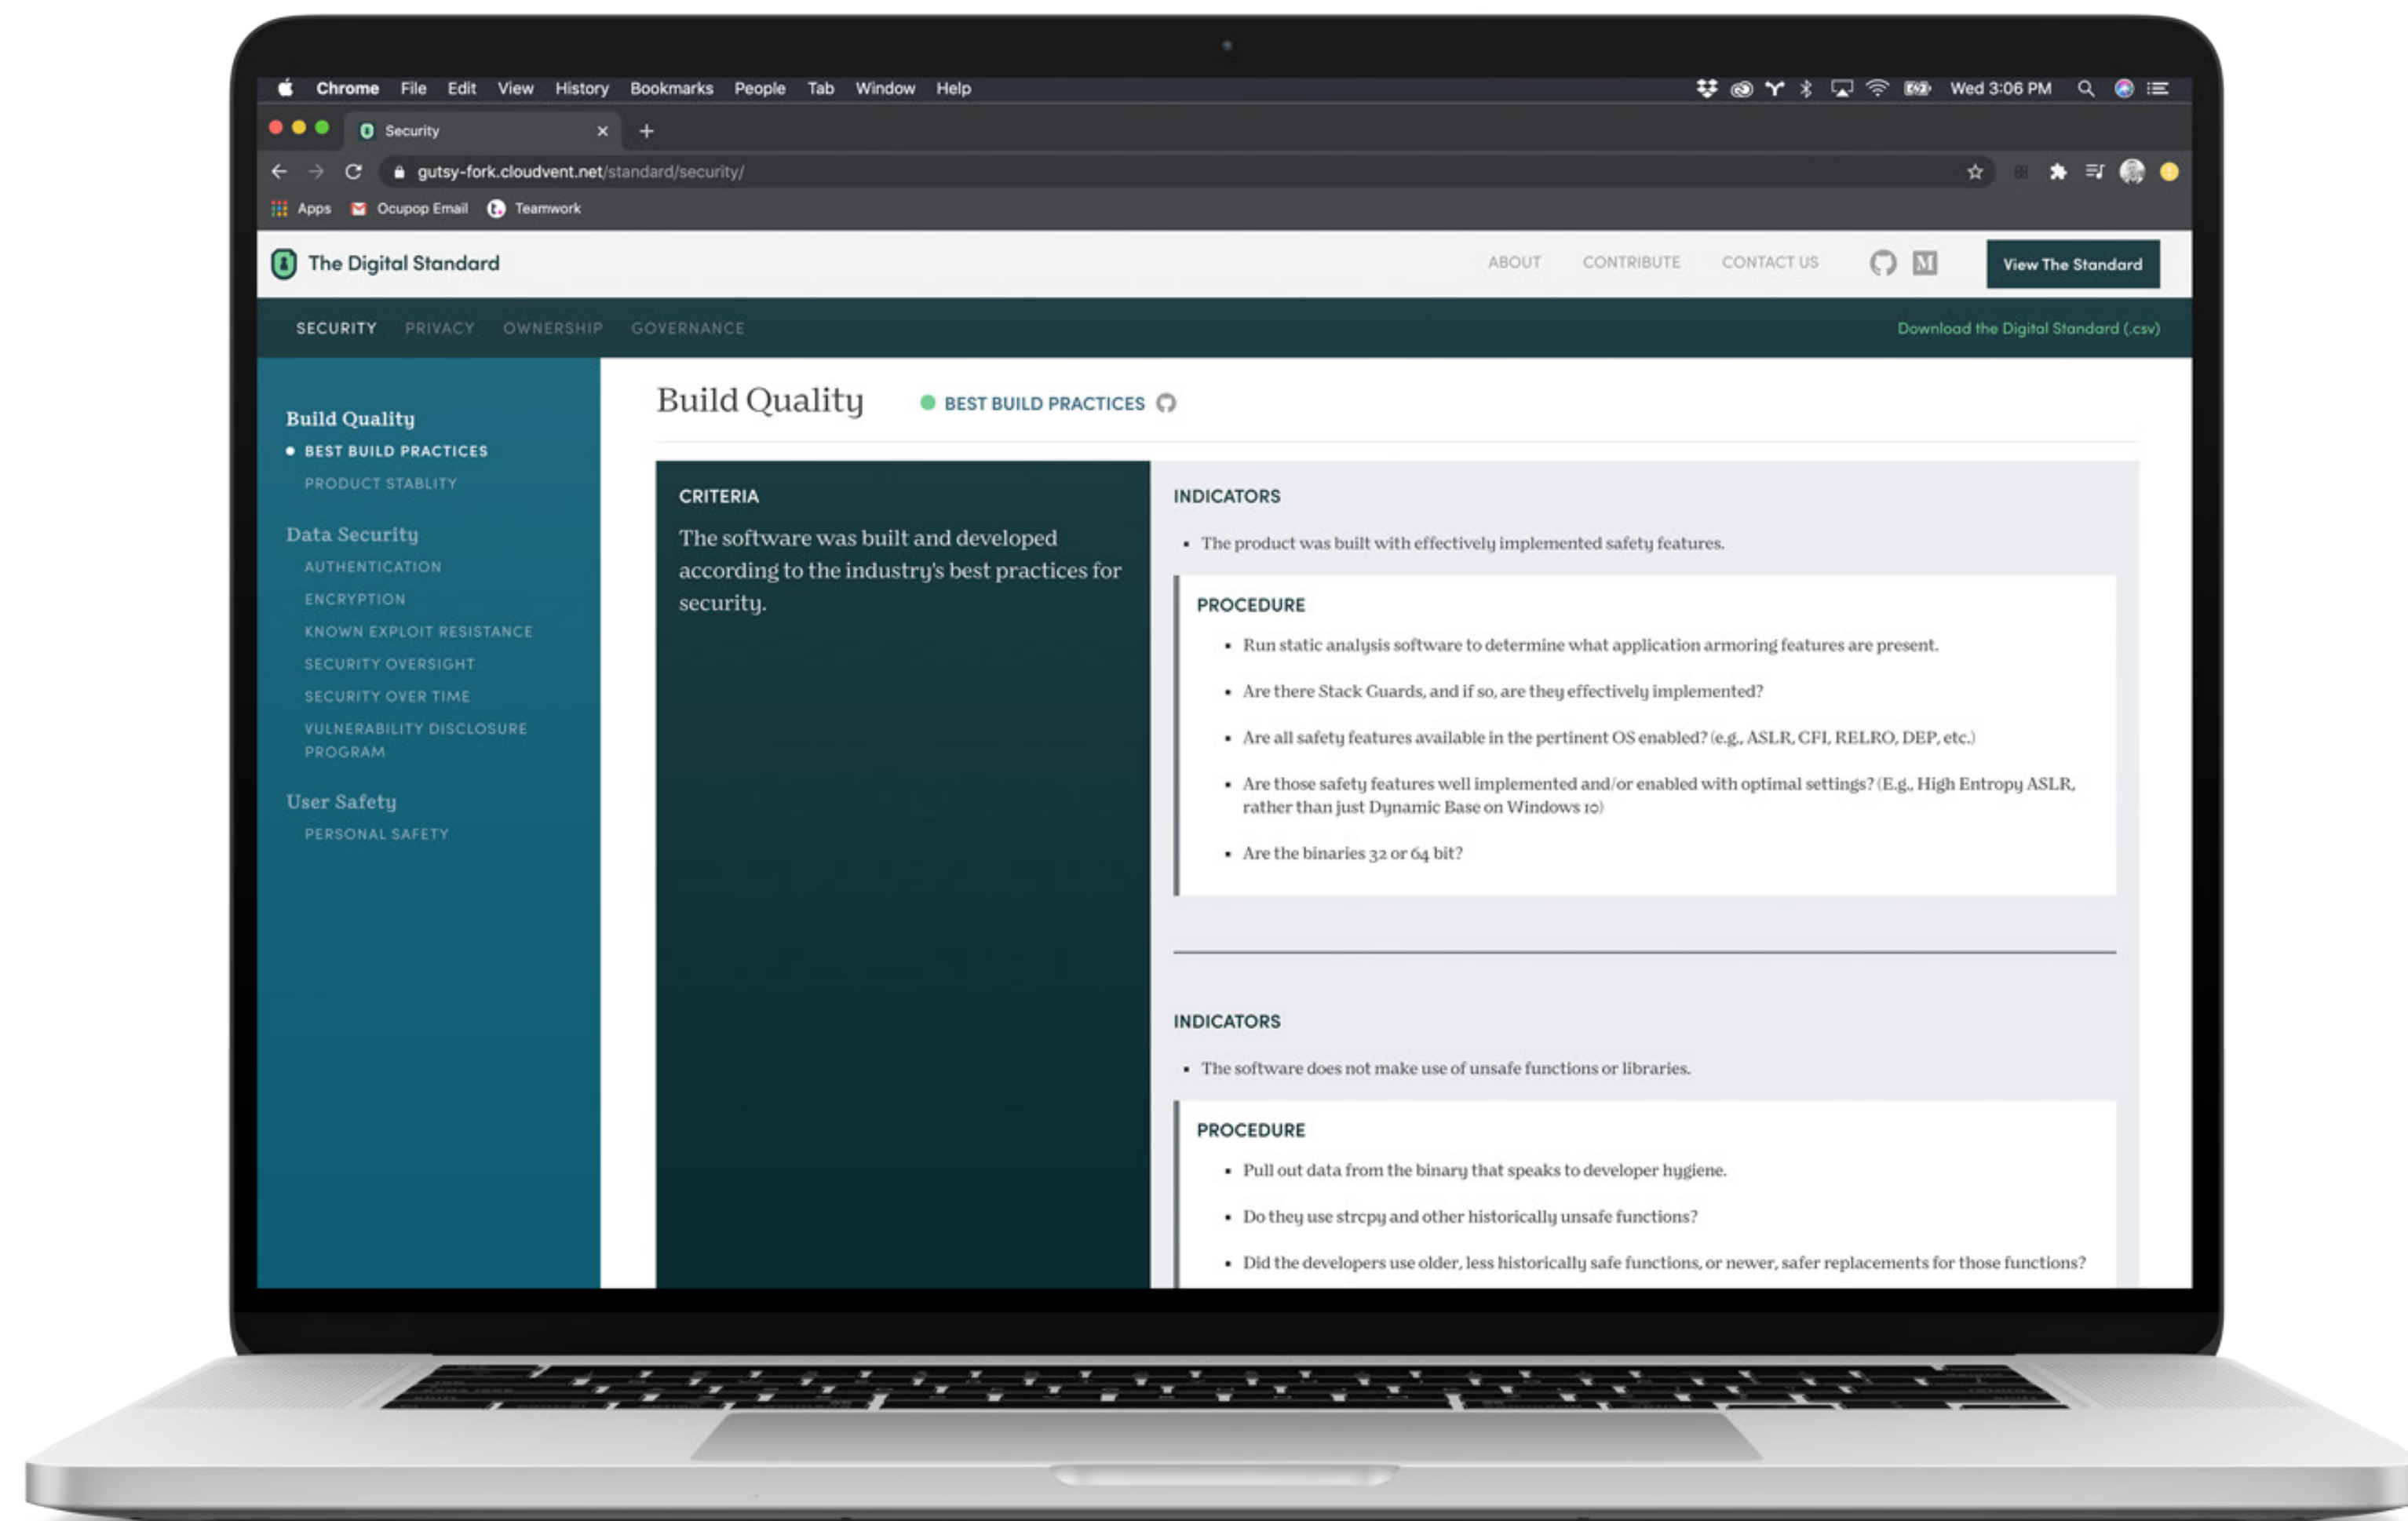 Chrome File Edit View History Bookmarks People Tab Window Help Wed 3:06 PM
Security
gutsy-fork.cloudvent.net/standard/security/
Apps Ocupop Email Teamwork
The Digital Standard ABOUT CONTRIBUTE CONTACT US M View The Standard
SECURITY PRIVACY OWNERSHIP GOVERNANCE Download the Digital Standard (.csv)
Build Quality
BEST BUILD PRACTICES
PRODUCT STABLITY
Data Security
AUTHENTICATION
ENCRYPTION
KNOWN EXPLOIT RESISTANCE
SECURITY OVERSIGHT
SECURITY OVER TIME
VULNERABILITY DISCLOSURE
PROGRAM
User Safety
PERSONAL SAFETY
Build Quality BEST BUILD PRACTICES
CRITERIA
The software was built and developed
according to the industry's best practices for
security.
INDICATORS
▪ The product was built with effectively implemented safety features.
PROCEDURE
▪ Run static analysis software to determine what application armoring features are present.
▪ Are there Stack Guards, and if so, are they effectively implemented?
▪ Are all safety features available in the pertinent OS enabled? (e.g., ASLR, CFI, RELRO, DEP, etc.)
▪ Are those safety features well implemented and/or enabled with optimal settings? (E.g., High Entropy ASLR,
rather than just Dynamic Base on Windows 10)
▪ Are the binaries 32 or 64 bit?
INDICATORS
▪ The software does not make use of unsafe functions or libraries.
PROCEDURE
▪ Pull out data from the binary that speaks to developer hygiene.
▪ Do they use strcpy and other historically unsafe functions?
▪ Did the developers use older, less historically safe functions, or newer, safer replacements for those functions?